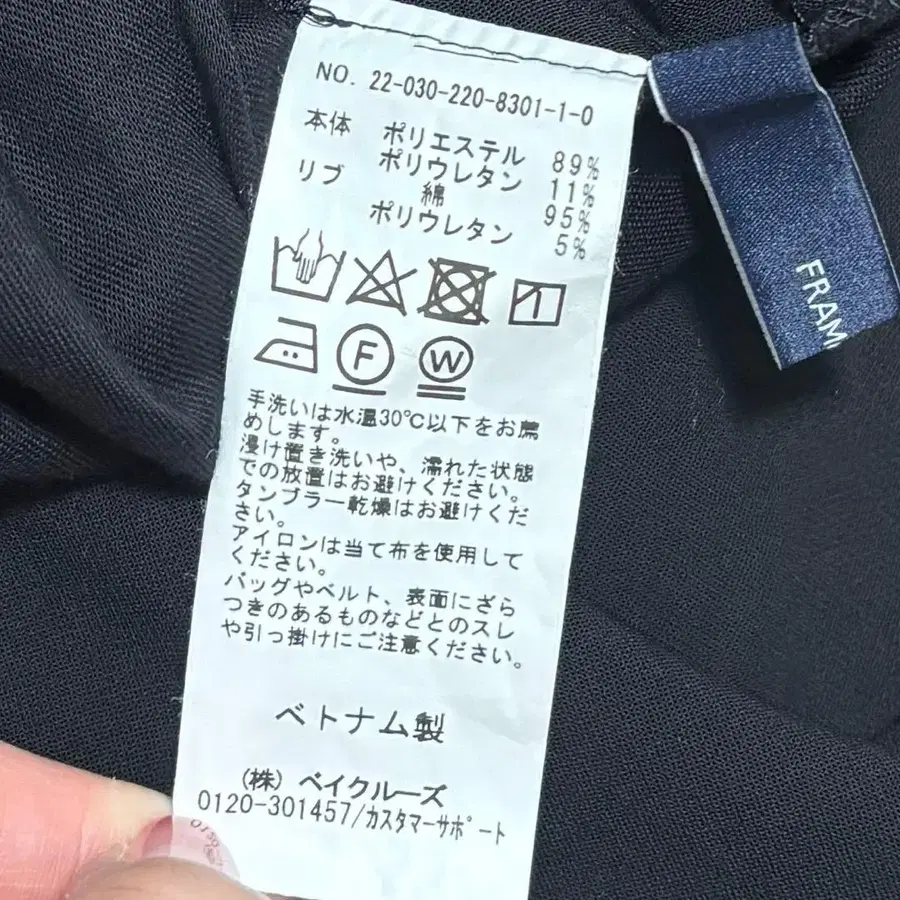 NO. 22-030-220-8301-1-0
本体 ポリエステル 89%
ポリウレタン 11%
リブ 綿 95%
ポリウレタン 5%
F W
手洗いは水温30℃以下をお薦
めします。
浸け置き洗いや、濡れた状態
での放置はお避けください。
タンブラー乾燥はお避けくだ
さい。
アイロンは当て布を使用して
ください。
バッグやベルト、表面にざら
つきのあるものなどとのスレ
や引っ掛けにご注意ください。
ベトナム製
(株) ベイクルーズ
0120-301457/カスタマーサポート
FRAM